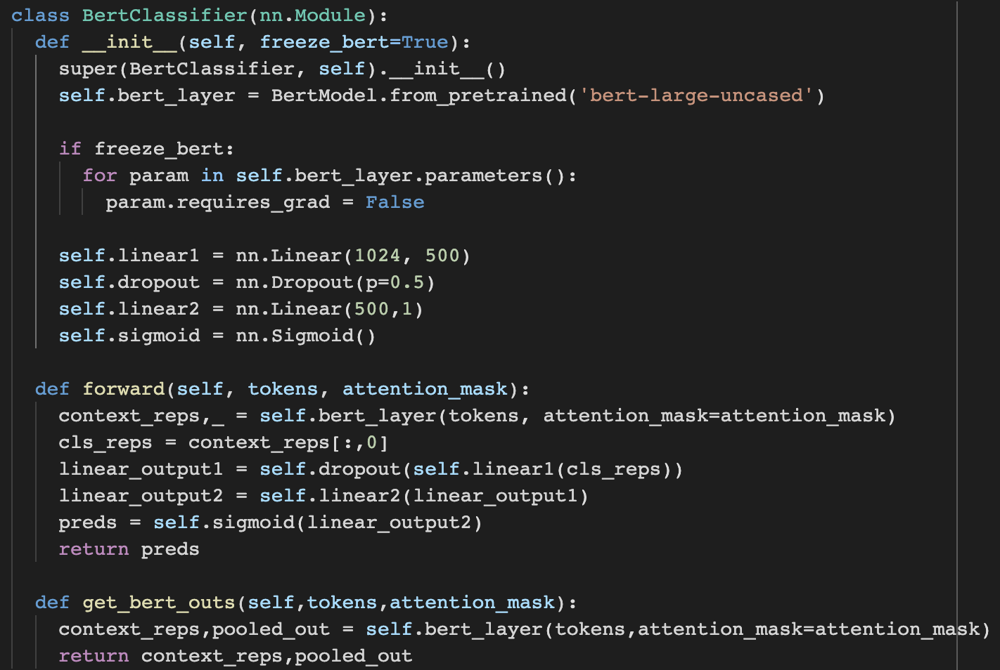 class BertClassifier(nn.Module):
  def __init__(self, freeze_bert=True):
    super(BertClassifier, self).__init__()
    self.bert_layer = BertModel.from_pretrained('bert-large-uncased')

    if freeze_bert:
      for param in self.bert_layer.parameters():
        param.requires_grad = False

    self.linear1 = nn.Linear(1024, 500)
    self.dropout = nn.Dropout(p=0.5)
    self.linear2 = nn.Linear(500,1)
    self.sigmoid = nn.Sigmoid()

  def forward(self, tokens, attention_mask):
    context_reps,_ = self.bert_layer(tokens, attention_mask=attention_mask)
    cls_reps = context_reps[:,0]
    linear_output1 = self.dropout(self.linear1(cls_reps))
    linear_output2 = self.linear2(linear_output1)
    preds = self.sigmoid(linear_output2)
    return preds

  def get_bert_outs(self,tokens,attention_mask):
    context_reps,pooled_out = self.bert_layer(tokens,attention_mask=attention_mask)
    return context_reps,pooled_out